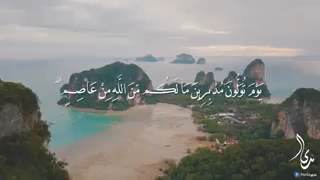 يَوْمَ تُوَلُّونَ مُدْبِرِينَ مَا لَكُم مِّنَ اللَّهِ مِنْ عَاصِمٍ ۗ